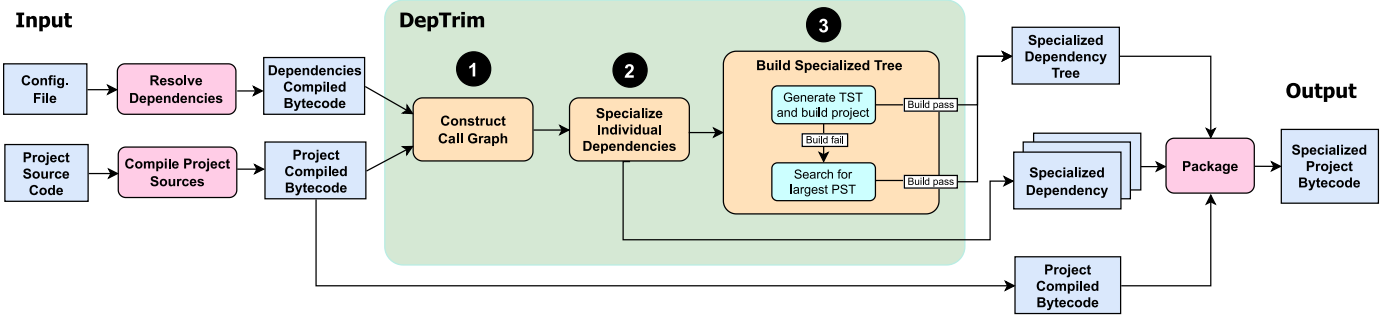 Input
DepTrim
Output
Config.
File
Resolve
Dependencies
Dependencies
Compiled
Bytecode
Project
Source
Code
Compile Project
Sources
Project
Compiled
Bytecode
1
Construct
Call Graph
2
Specialize
Individual
Dependencies
3
Build Specialized Tree
Generate TST
and build project
Build fail
Search for
largest PST
Build pass
Build pass
Specialized
Dependency
Tree
Specialized
Dependency
Project
Compiled
Bytecode
Package
Specialized
Project
Bytecode